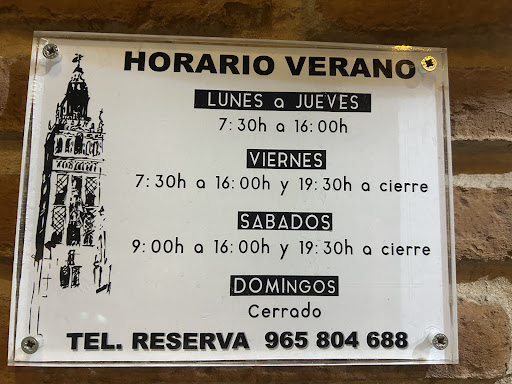 HORARIO VERANO
LUNES a JUEVES
7:30h a 16:00h
VIERNES
7:30h a 16:00h y 19:30h a cierre
SABADOS
9:00h a 16:00h y 19:30h a cierre
DOMINGOS
Cerrado
TEL. RESERVA 965 804 688